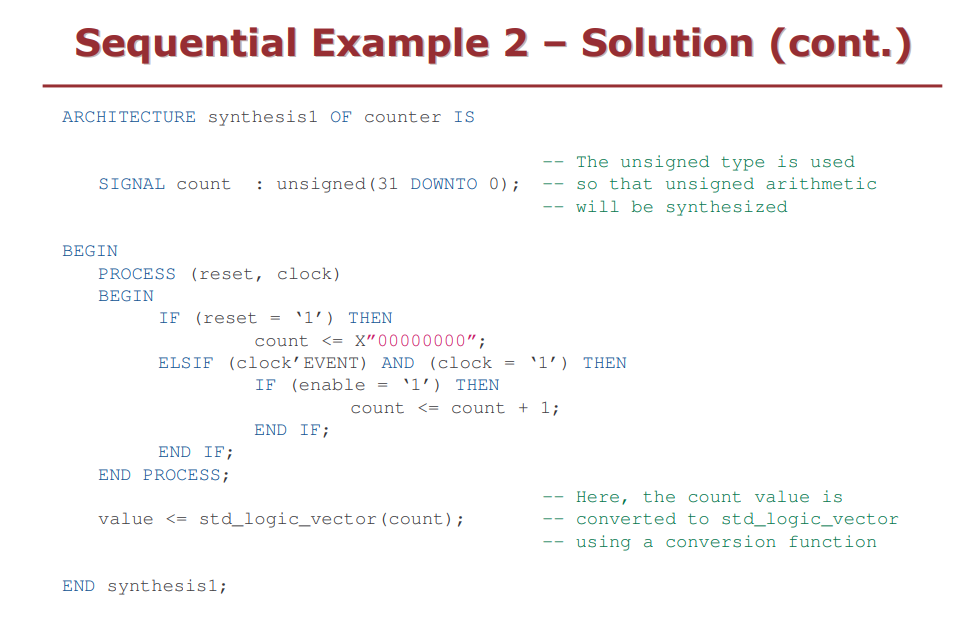 Sequential Example 2 – Solution (cont.)
ARCHITECTURE synthesis1 OF counter IS
-- The unsigned type is used
SIGNAL count : unsigned(31 DOWNTO 0); -- so that unsigned arithmetic
-- will be synthesized
BEGIN
PROCESS (reset, clock)
BEGIN
IF (reset = ‘1’) THEN
count <= X”00000000”;
ELSIF (clock’EVENT) AND (clock = ‘1’) THEN
IF (enable = ‘1’) THEN
count <= count + 1;
END IF;
END IF;
END PROCESS;
-- Here, the count value is
value <= std_logic_vector(count); -- converted to std_logic_vector
-- using a conversion function
END synthesis1;